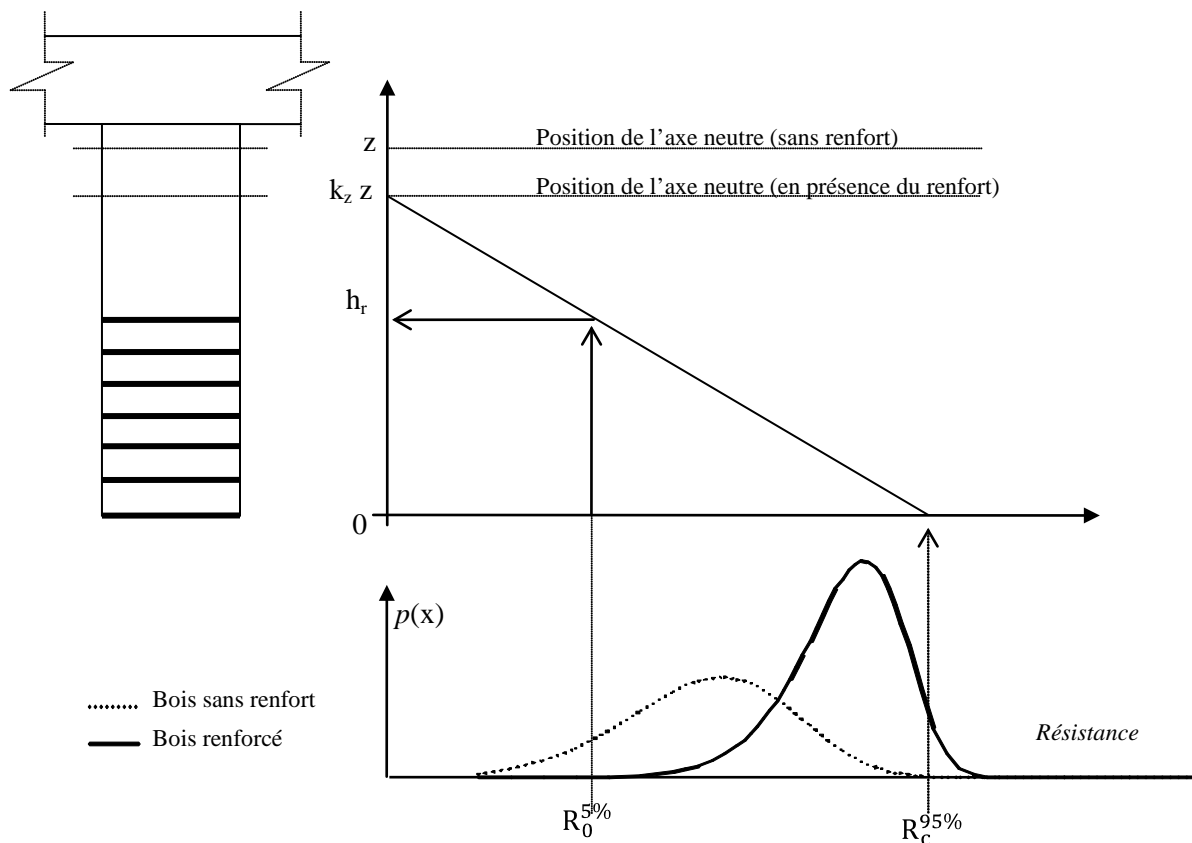 z
Position de l’axe neutre (sans renfort)
k_z z
Position de l’axe neutre (en présence du renfort)
h_r
0
p(x)
Bois sans renfort
Bois renforcé
Résistance
R_0^5%
R_c^95%